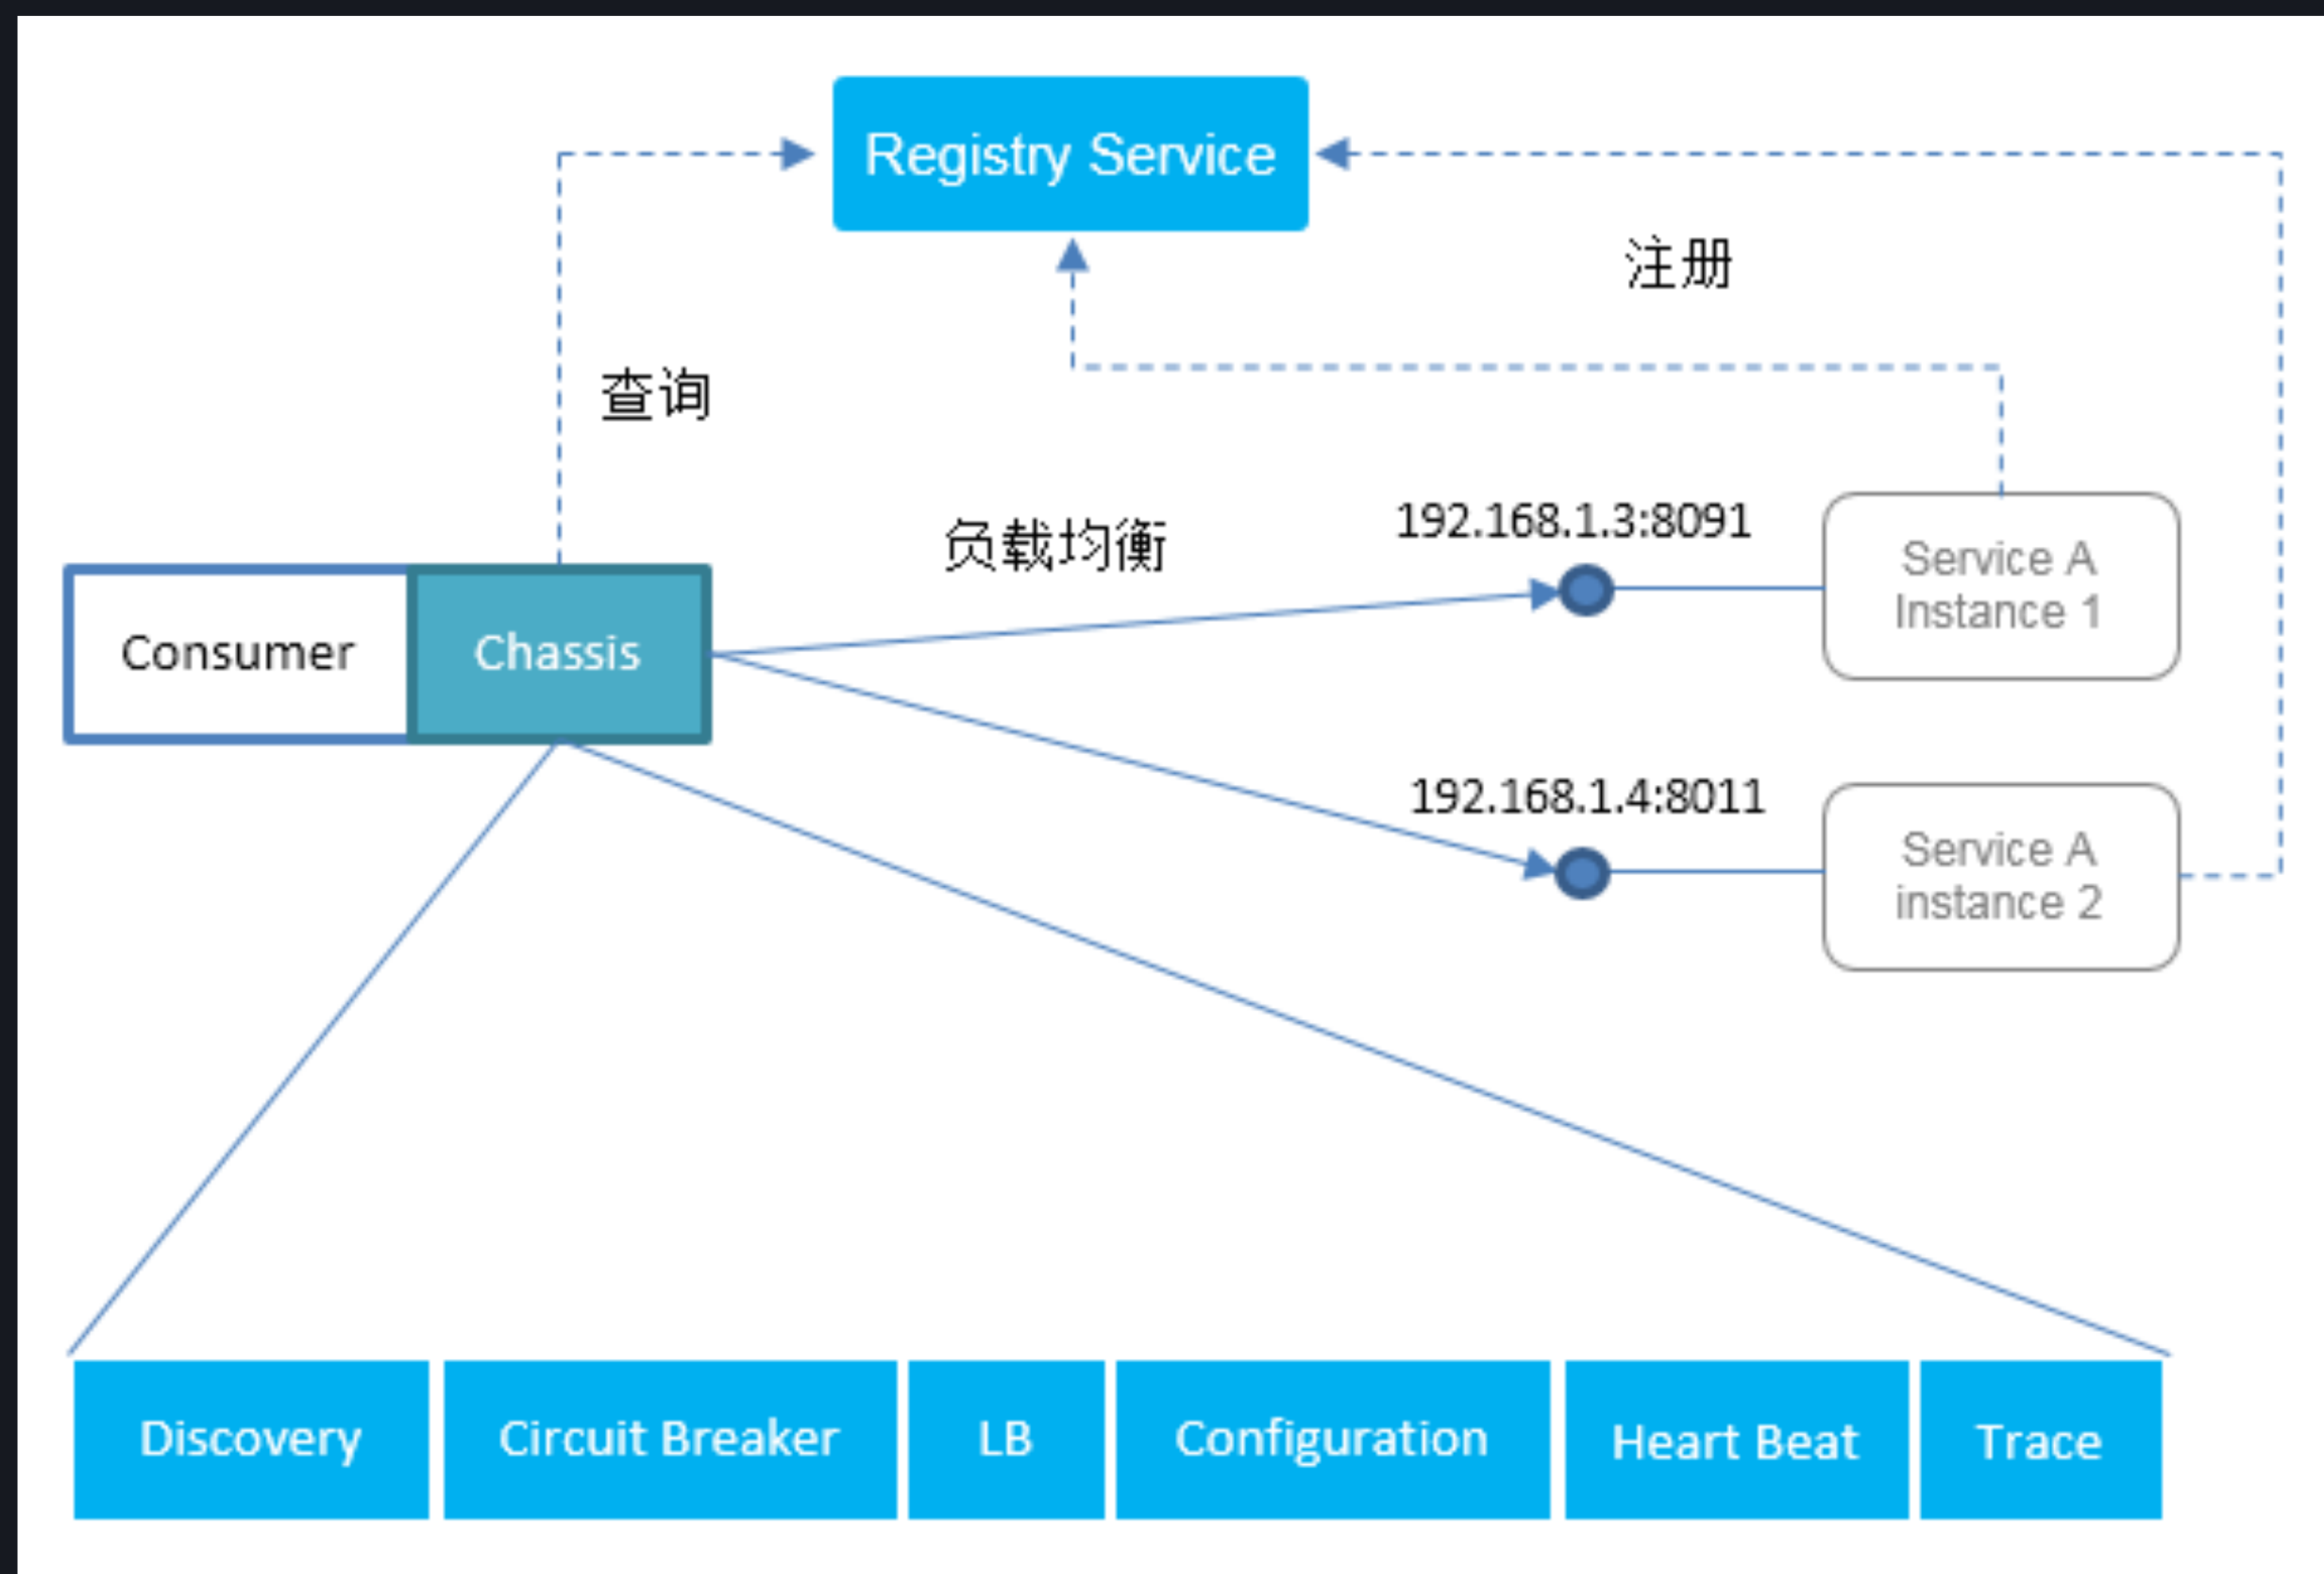 Registry Service
注册
查询
负载均衡
192.168.1.3:8091
Service A
Instance 1
Consumer
Chassis
192.168.1.4:8011
Service A
instance 2
Discovery
Circuit Breaker
LB
Configuration
Heart Beat
Trace